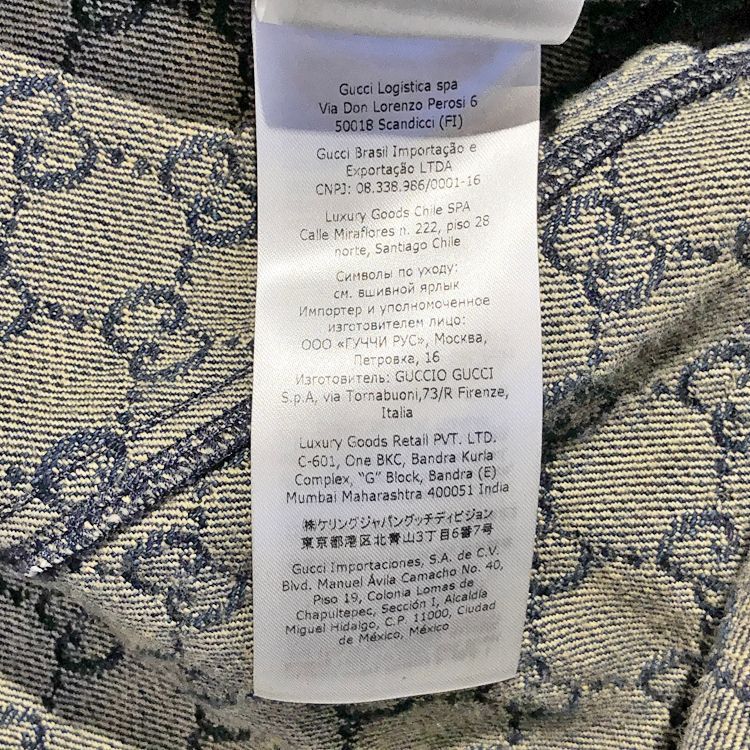 Gucci Logistica spa
Via Don Lorenzo Perosi 6
50018 Scandicci (FI)
Gucci Brasil Importação e
Exportação LTDA
CNPJ: 08.338.986/0001-16
Luxury Goods Chile SPA
Calle Miraflores n. 222, piso 28
norte, Santiago Chile
Символы по уходу:
см. вшивной ярлык
Импортер и уполномоченное
изготовителем лицо:
ООО «ГУЧЧИ РУС», Москва,
Петровка, 16
Изготовитель: GUCCIO GUCCI
S.p.A, via Tornabuoni,73/R Firenze,
Italia
Luxury Goods Retail PVT. LTD.
C-601, One BKC, Bandra Kurla
Complex, "G" Block, Bandra (E)
Mumbai Maharashtra 400051 India
㈱ケリングジャパングッチディビジョン
東京都港区北青山3丁目6番7号
Gucci Importaciones, S.A. de C.V.
Blvd. Manuel Ávila Camacho No. 40,
Piso 19, Colonia Lomas de
Chapultepec, Sección I, Alcaldía
Miguel Hidalgo, C.P. 11000, Ciudad
de México, México